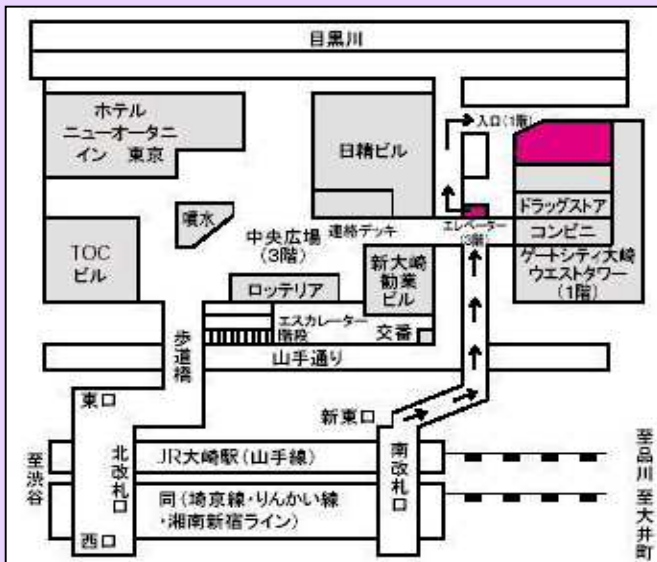 目黒川
ホテル
ニューオータニ
イン 東京
日精ビル
入口(1階)
ドラッグストア
コンビニ
ゲートシティ大崎
ウエストタワー
(1階)
エレベーター
(3階)
連絡デッキ
噴水
中央広場
(3階)
TOC
ビル
新大崎
勧業
ビル
ロッテリア
エスカレーター
階段
交番
歩道橋
山手通り
東口
新東口
至渋谷
北改札口
JR大崎駅(山手線)
南改札口
至品川
至大井町
同(埼京線・りんかい線
・湘南新宿ライン)
西口